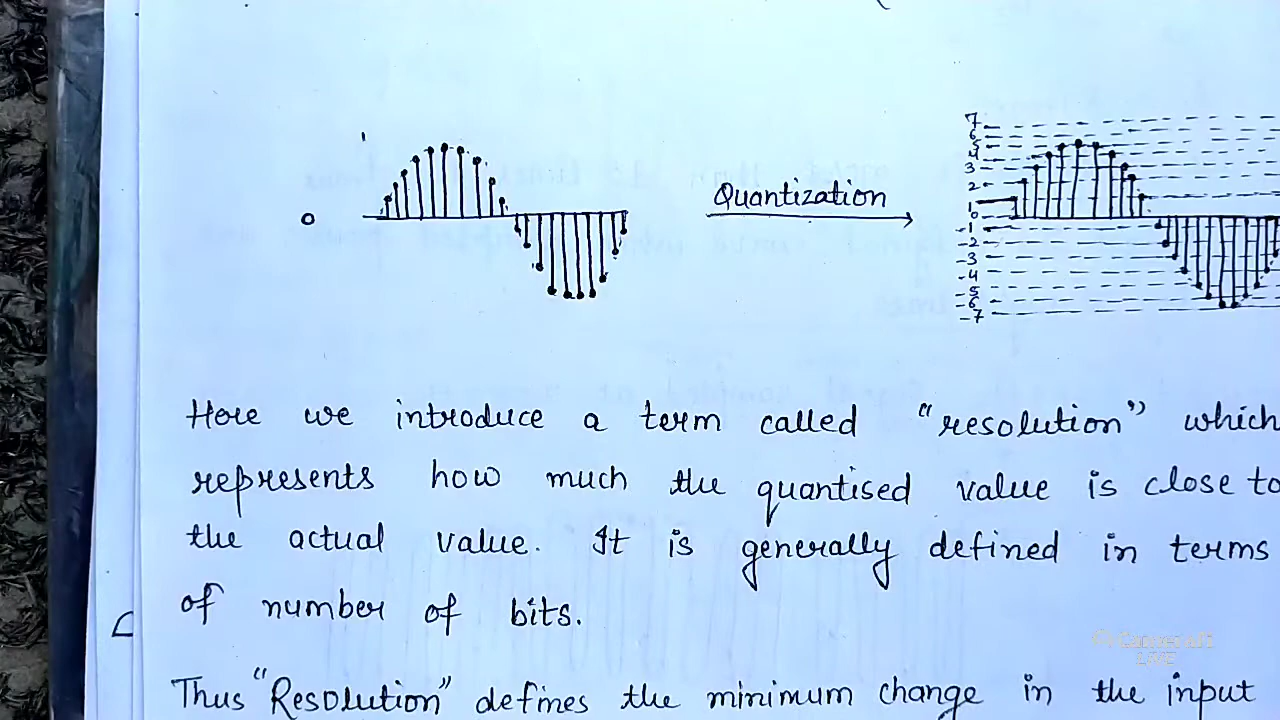 0
Quantization
7
6
5
4
3
2
1
0
-1
-2
-3
-4
-5
-6
-7
Here we introduce a term called "resolution" which
represents how much the quantised value is close to
the actual value. It is generally defined in terms
of number of bits.
Thus "Resolution" defines the minimum change in the input
LIVE